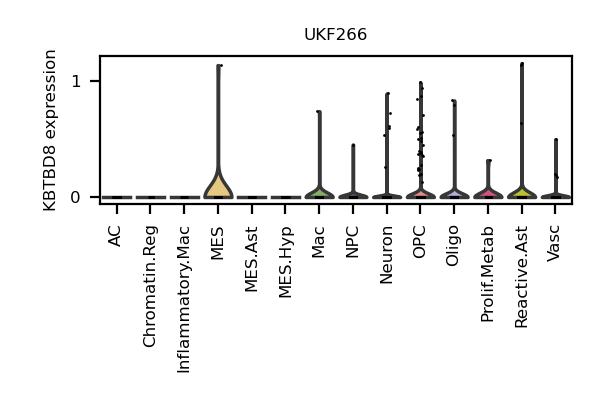 UKF266
KBTBD8 expression
1
0
AC
Chromatin.Reg
Inflammatory.Mac
MES
MES.Ast
MES.Hyp
Mac
NPC
Neuron
OPC
Oligo
Prolif.Metab
Reactive.Ast
Vasc